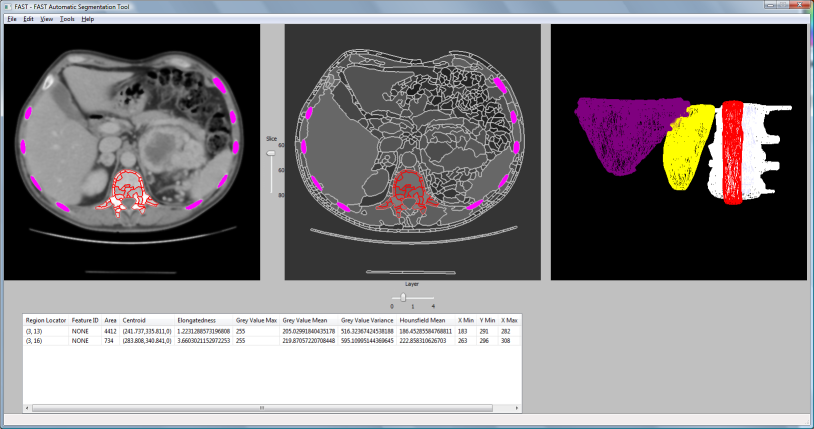 FAST - FAST Automatic Segmentation Tool
File Edit View Tools Help
Slice
60
60
80
Layer
0 1 4
Region Locator Feature ID Area Centroid Elongatedness Grey Value Max Grey Value Mean Grey Value Variance Hounsfield Mean X Min Y Min X Max
(3, 13) NONE 4412 (241.737,335.811,0) 1.2231288573196808 255 205.02991840435178 516.32367424538188 186.45285584768811 183 291 282
(3, 16) NONE 734 (283.808,340.841,0) 3.6603021152972253 255 219.87057220708448 595.10995144369645 222.858310626703 263 296 308